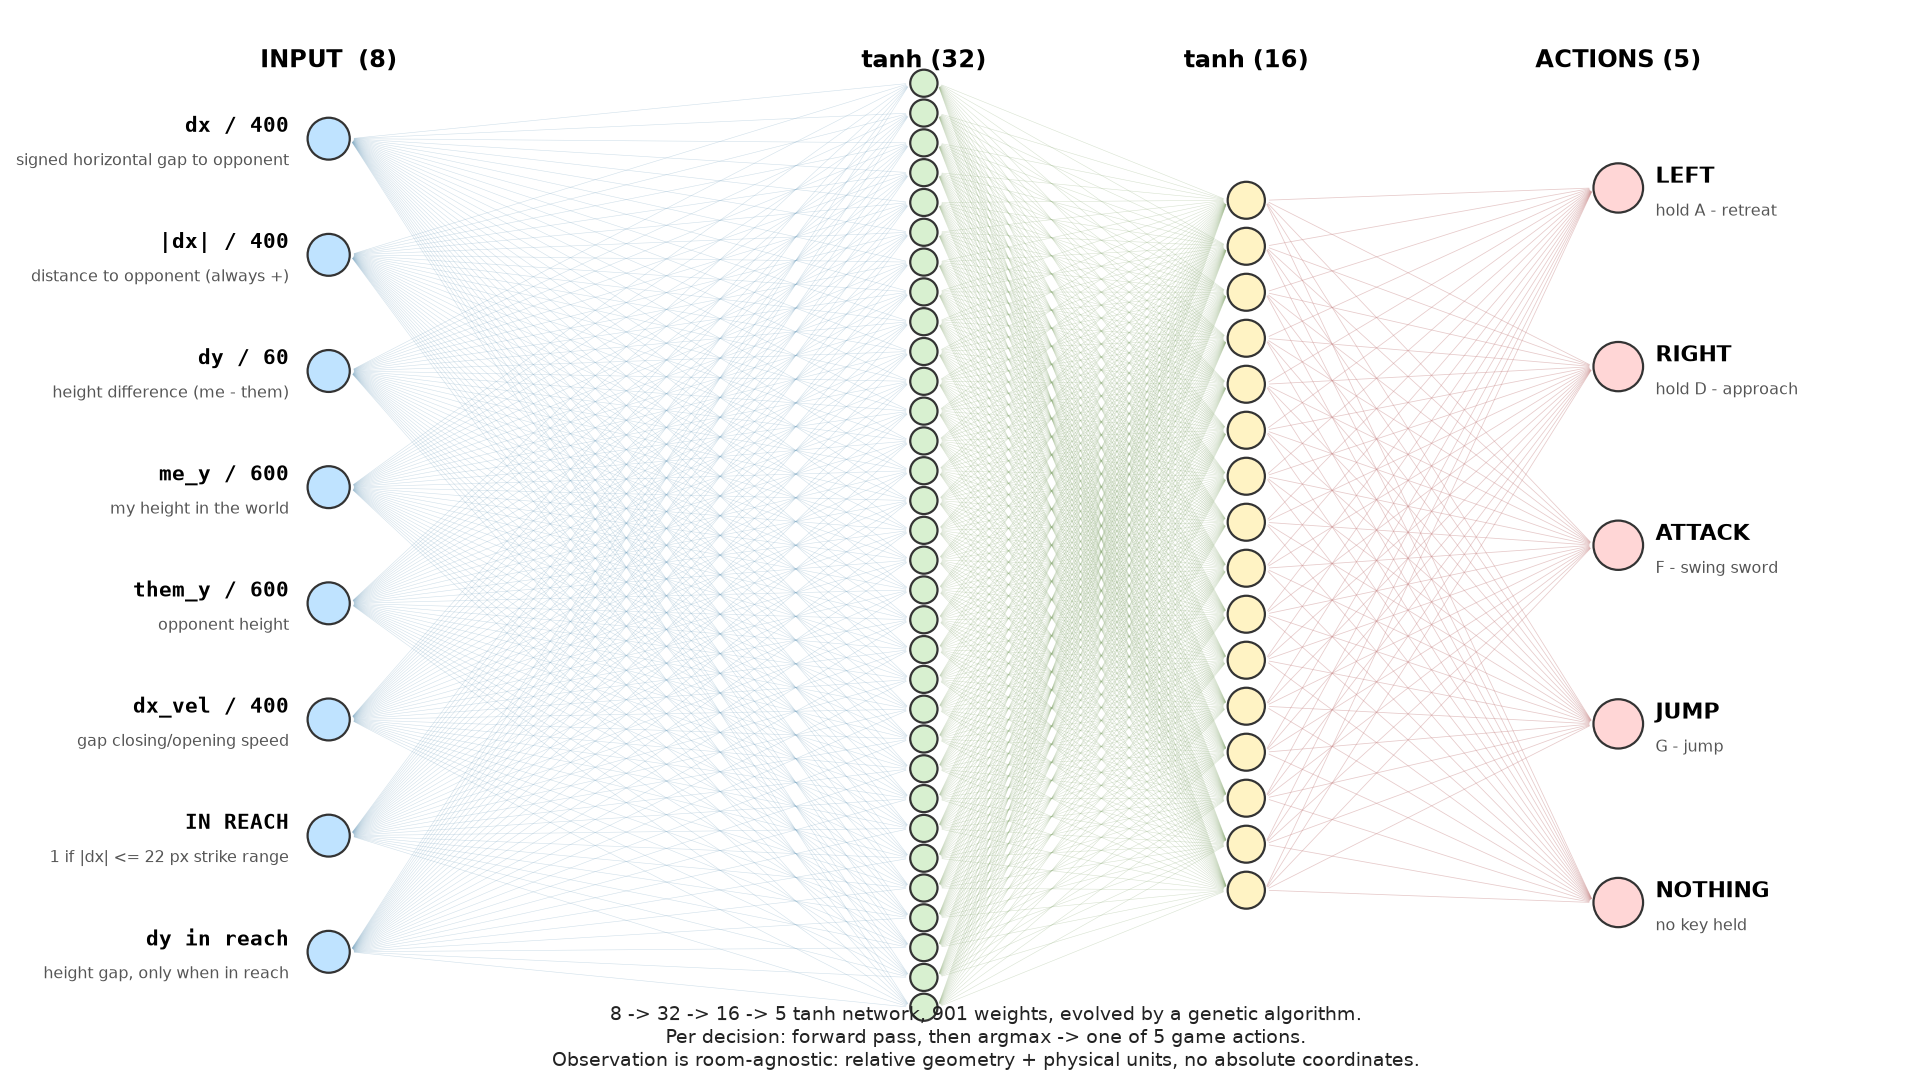 INPUT  (8)
tanh (32)
tanh (16)
ACTIONS (5)
dx / 400
signed horizontal gap to opponent
|dx| / 400
distance to opponent (always +)
dy / 60
height difference (me - them)
me_y / 600
my height in the world
them_y / 600
opponent height
dx_vel / 400
gap closing/opening speed
IN REACH
1 if |dx| <= 22 px strike range
dy in reach
height gap, only when in reach
LEFT
hold A - retreat
RIGHT
hold D - approach
ATTACK
F - swing sword
JUMP
G - jump
NOTHING
no key held
8 -> 32 -> 16 -> 5 tanh network, 901 weights, evolved by a genetic algorithm.
Per decision: forward pass, then argmax -> one of 5 game actions.
Observation is room-agnostic: relative geometry + physical units, no absolute coordinates.